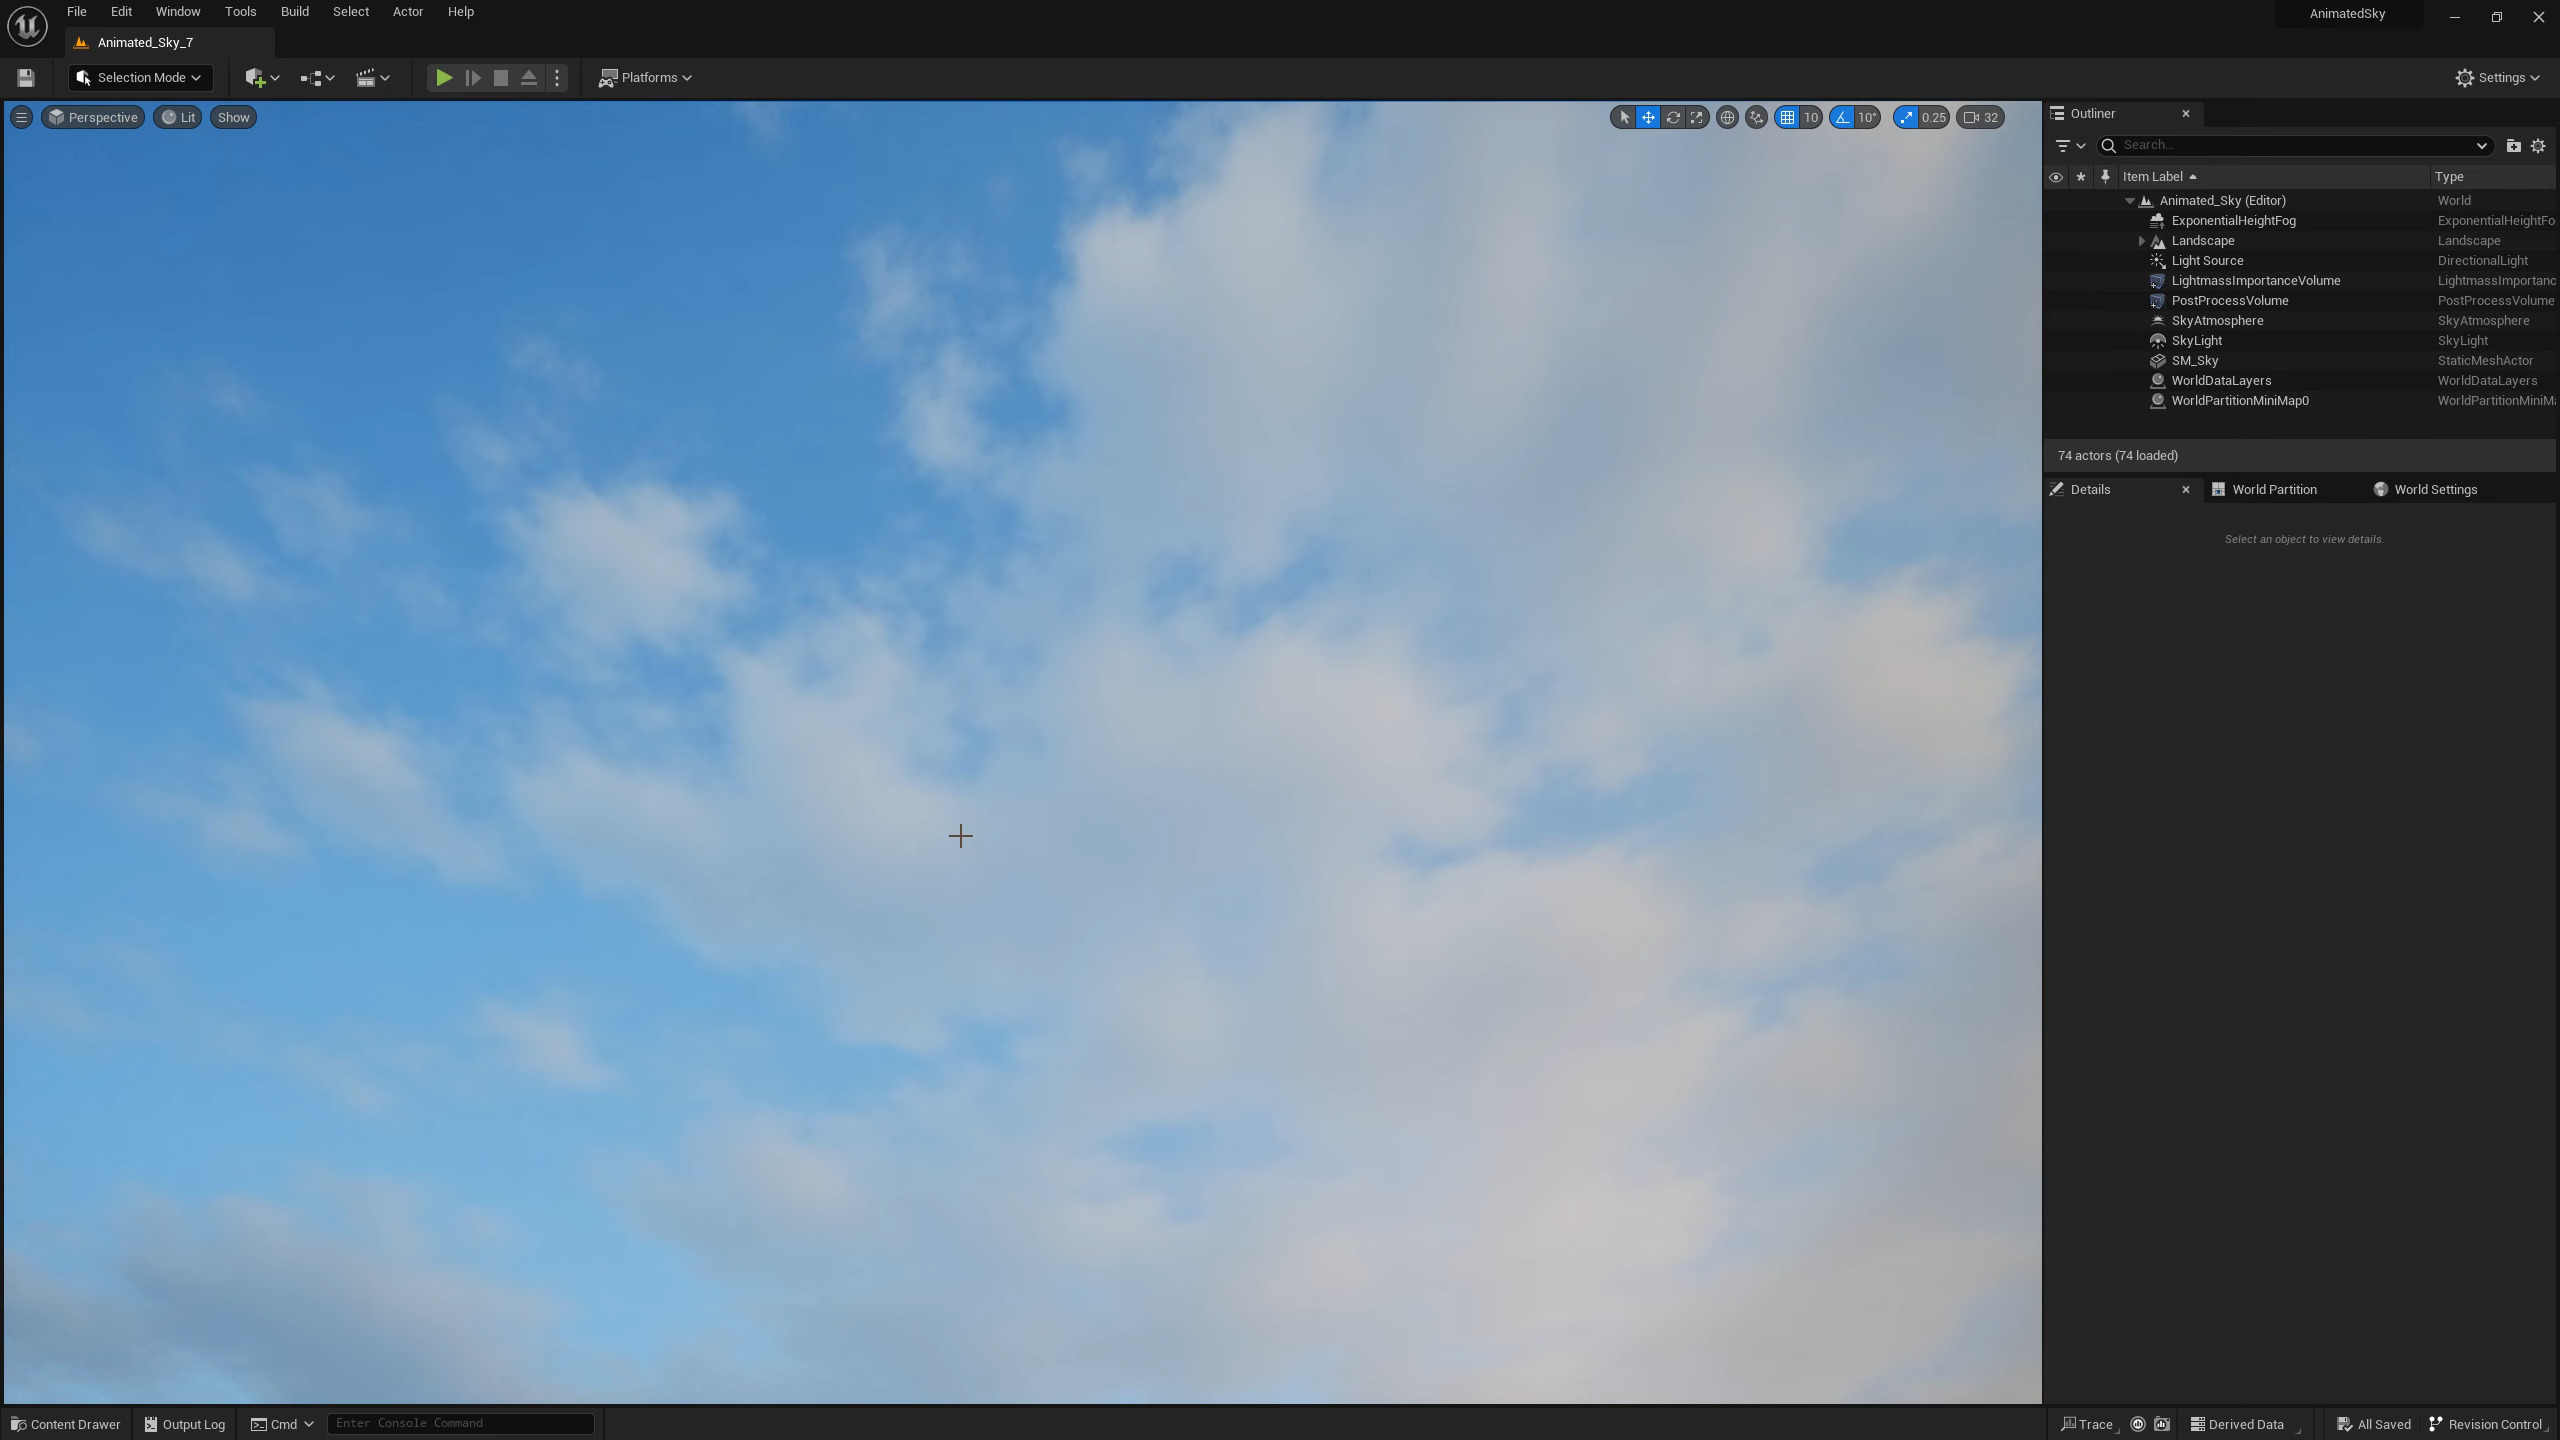 File Edit Window Tools Build Select Actor Help
AnimatedSky
Animated_Sky_7
Selection Mode
Platforms
Settings
Perspective Lit Show
10 10° 0.25 32
Outliner
Search...
Item Label Type
Animated_Sky (Editor) World
ExponentialHeightFog ExponentialHeightFo
Landscape Landscape
Light Source DirectionalLight
LightmassImportanceVolume LightmassImportanc
PostProcessVolume PostProcessVolume
SkyAtmosphere SkyAtmosphere
SkyLight SkyLight
SM_Sky StaticMeshActor
WorldDataLayers WorldDataLayers
WorldPartitionMiniMap0 WorldPartitionMiniM
74 actors (74 loaded)
Details World Partition World Settings
Select an object to view details.
Content Drawer Output Log Cmd Enter Console Command
Trace Derived Data All Saved Revision Control